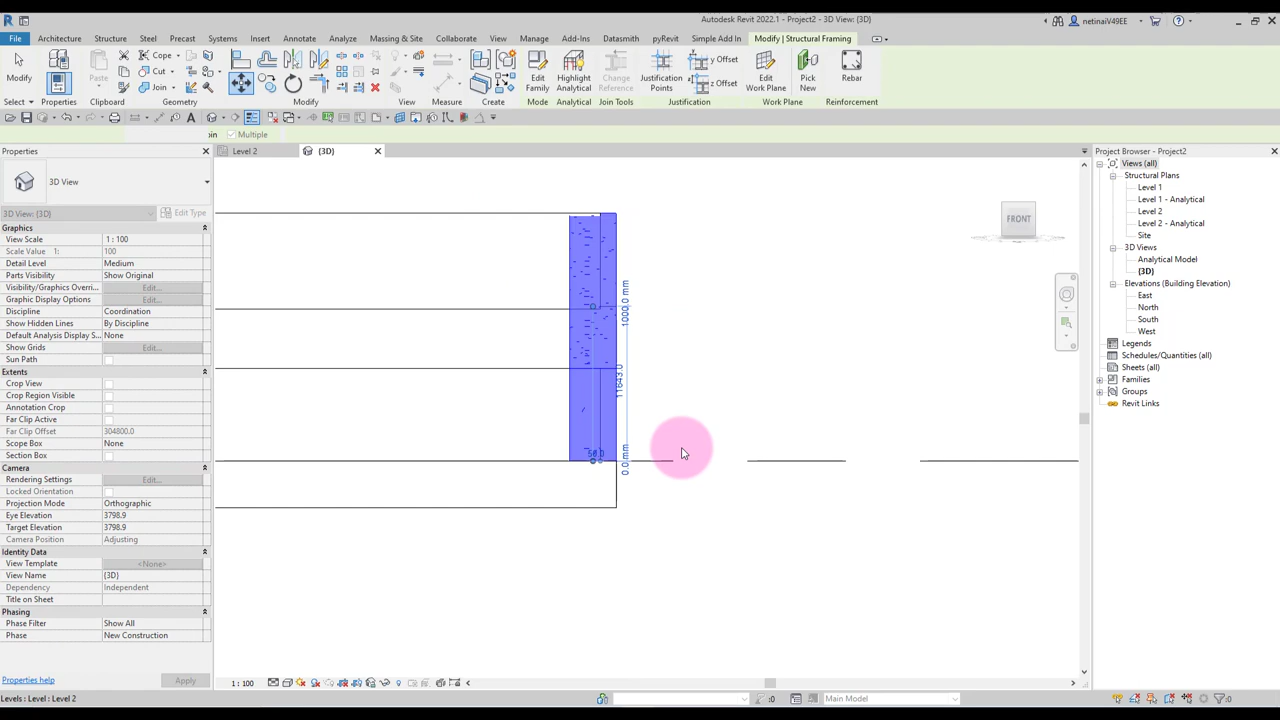 Autodesk Revit 2022.1 - Project2 - 3D View: {3D}
netinaiV49EE
File Architecture Structure Steel Precast Systems Insert Annotate Analyze Massing & Site Collaborate View Manage Add-Ins Datasmith pyRevit Simple Add In Modify | Structural Framing
Modify
Paste
Cope
Cut
Join
Edit
Family
Highlight
Analytical
Change
Reference
Justification
Points
y Offset
z Offset
Edit
Work Plane
Pick
New
Rebar
Select Properties Clipboard Geometry Modify View Measure Create Mode Analytical Join Tools Justification Work Plane Reinforcement
Multiple
Properties
Level 2
{3D}
Project Browser - Project2
3D View
3D View: {3D}
Edit Type
Graphics
View Scale 1 : 100
Scale Value 1: 100
Detail Level Medium
Parts Visibility Show Original
Visibility/Graphics Overri... Edit...
Graphic Display Options Edit...
Discipline Coordination
Show Hidden Lines By Discipline
Default Analysis Display S... None
Show Grids Edit...
Sun Path
Extents
Crop View
Crop Region Visible
Annotation Crop
Far Clip Active
Far Clip Offset 304800.0
Scope Box None
Section Box
Camera
Rendering Settings Edit...
Locked Orientation
Projection Mode Orthographic
Eye Elevation 3798.9
Target Elevation 3798.9
Camera Position Adjusting
Identity Data
View Template <None>
View Name {3D}
Dependency Independent
Title on Sheet
Phasing
Phase Filter Show All
Phase New Construction
Properties help
Apply
1000.0 mm
11643.0
50.0
0.0 mm
FRONT
Views (all)
Structural Plans
Level 1
Level 1 - Analytical
Level 2
Level 2 - Analytical
Site
3D Views
Analytical Model
{3D}
Elevations (Building Elevation)
East
North
South
West
Legends
Schedules/Quantities (all)
Sheets (all)
Families
Groups
Revit Links
1 : 100
Levels : Level : Level 2
:0
Main Model
:0